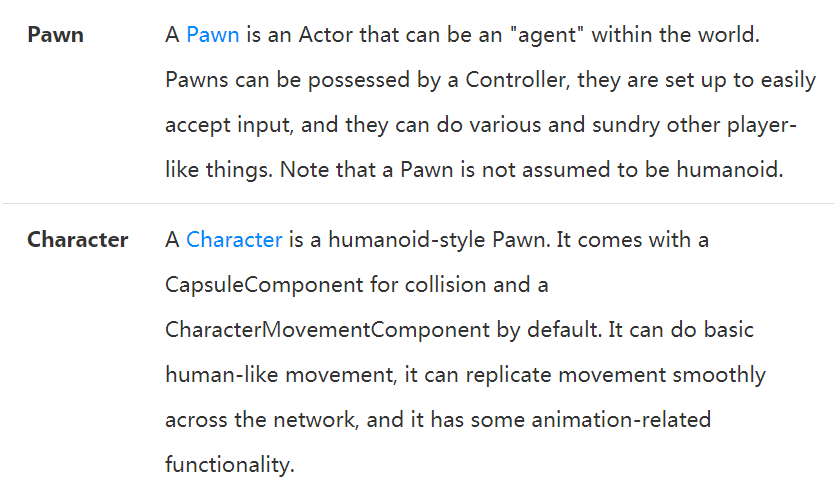 Pawn A Pawn is an Actor that can be an "agent" within the world.
Pawns can be possessed by a Controller, they are set up to easily
accept input, and they can do various and sundry other player-
like things. Note that a Pawn is not assumed to be humanoid.
Character A Character is a humanoid-style Pawn. It comes with a
CapsuleComponent for collision and a
CharacterMovementComponent by default. It can do basic
human-like movement, it can replicate movement smoothly
across the network, and it has some animation-related
functionality.